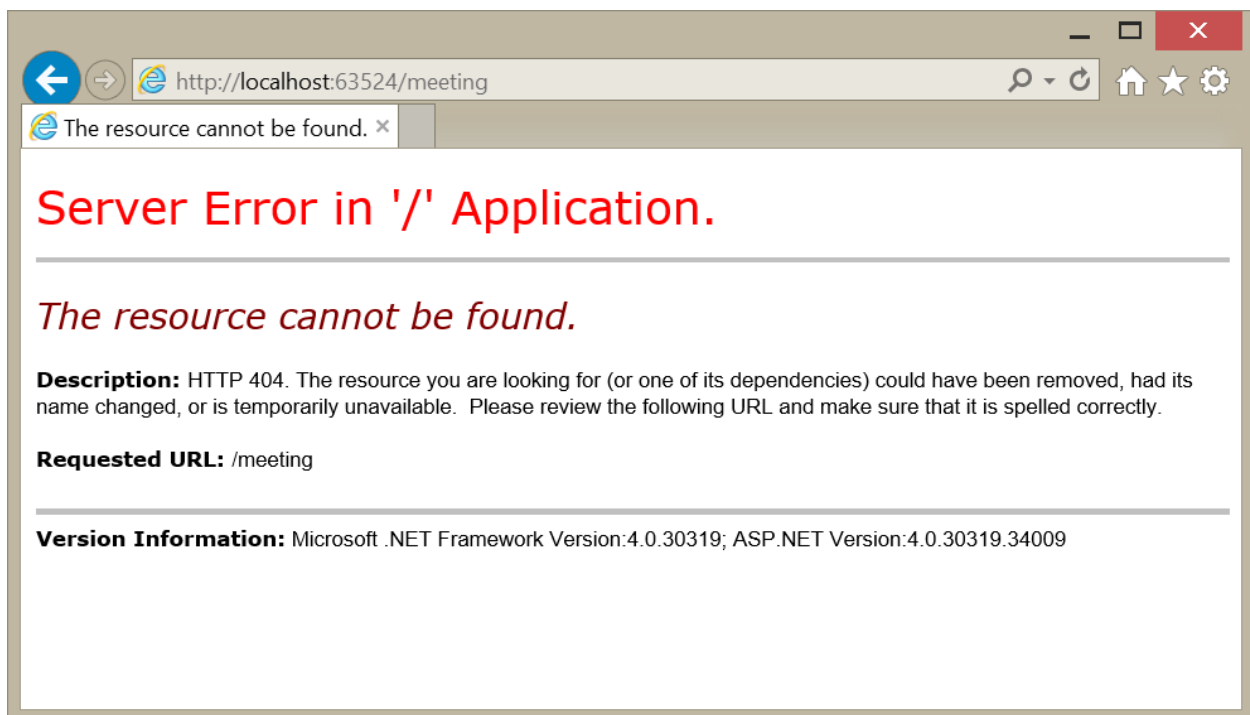 http://localhost:63524/meeting
The resource cannot be found.
Server Error in '/' Application.
The resource cannot be found.
Description: HTTP 404. The resource you are looking for (or one of its dependencies) could have been removed, had its
name changed, or is temporarily unavailable.  Please review the following URL and make sure that it is spelled correctly.
Requested URL: /meeting
Version Information: Microsoft .NET Framework Version:4.0.30319; ASP.NET Version:4.0.30319.34009